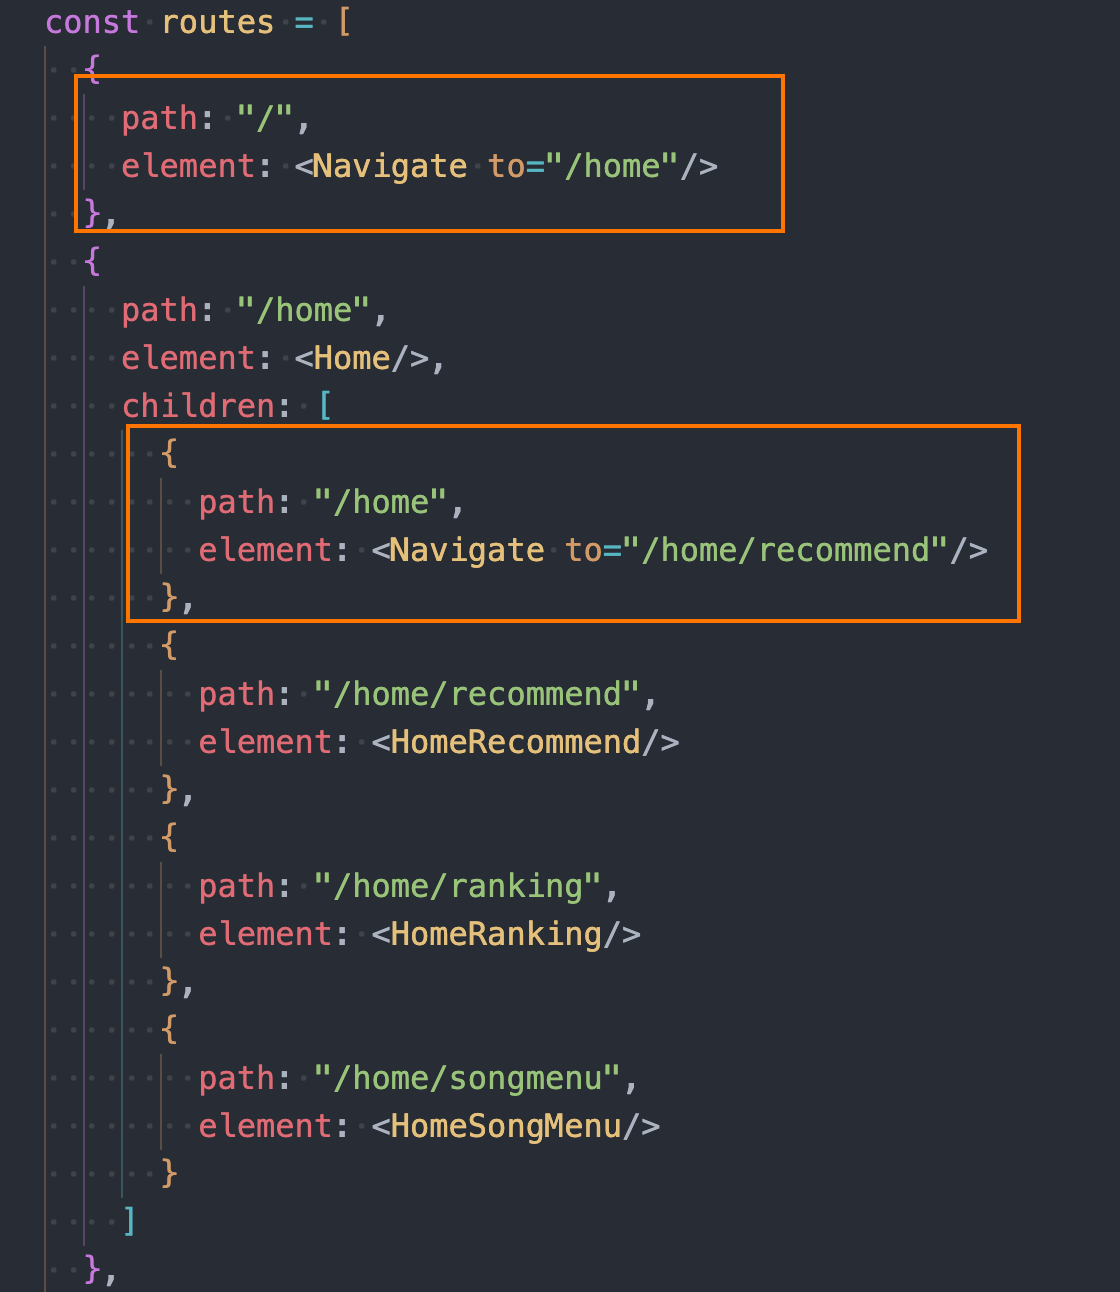 const routes = [
  {
    path: "/",
    element: <Navigate to="/home"/>
  },
  {
    path: "/home",
    element: <Home/>,
    children: [
      {
        path: "/home",
        element: <Navigate to="/home/recommend"/>
      },
      {
        path: "/home/recommend",
        element: <HomeRecommend/>
      },
      {
        path: "/home/ranking",
        element: <HomeRanking/>
      },
      {
        path: "/home/songmenu",
        element: <HomeSongMenu/>
      }
    ]
  },